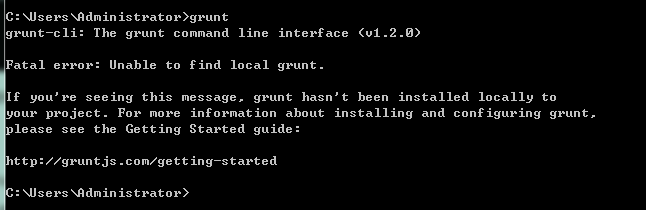 C:\Users\Administrator>grunt
grunt-cli: The grunt command line interface (v1.2.0)
Fatal error: Unable to find local grunt.
If you're seeing this message, grunt hasn't been installed locally to
your project. For more information about installing and configuring grunt,
please see the Getting Started guide:
http://gruntjs.com/getting-started
C:\Users\Administrator>